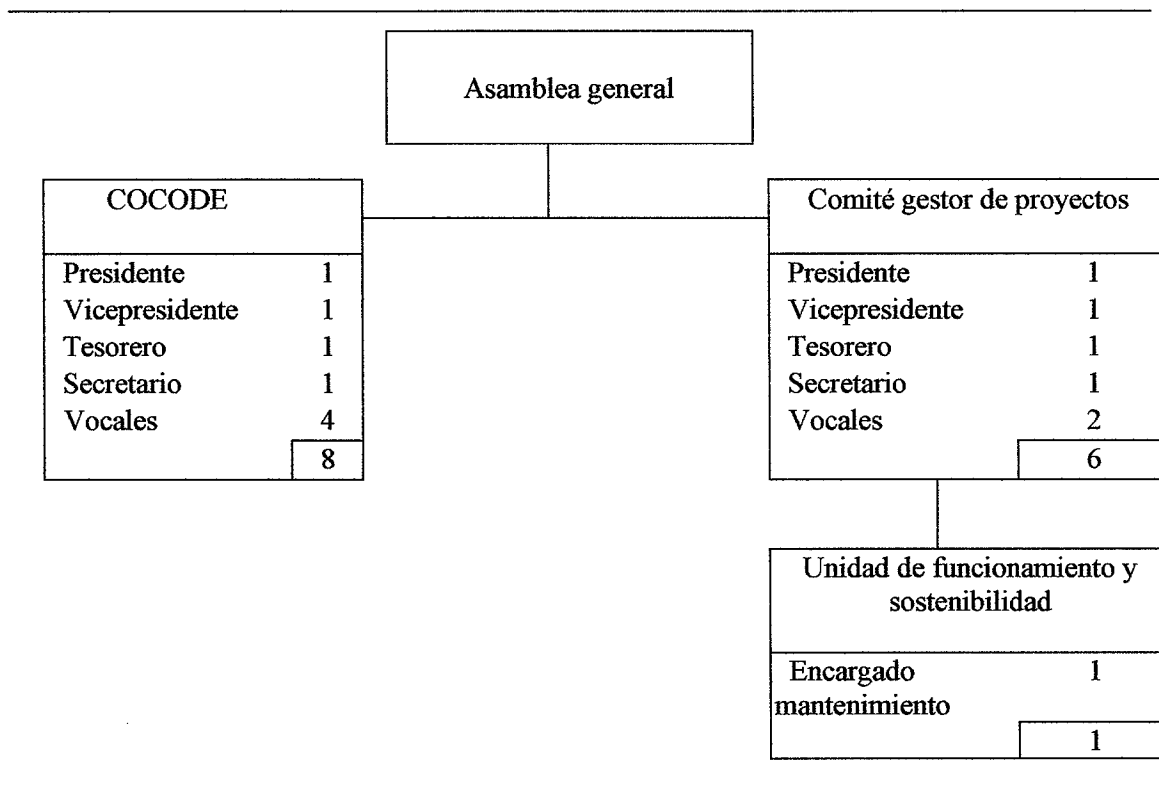 Asamblea general
COCODE
Presidente 1
Vicepresidente 1
Tesorero 1
Secretario 1
Vocales 4
8
Comité gestor de proyectos
Presidente 1
Vicepresidente 1
Tesorero 1
Secretario 1
Vocales 2
6
Unidad de funcionamiento y
sostenibilidad
Encargado 1
mantenimiento
1